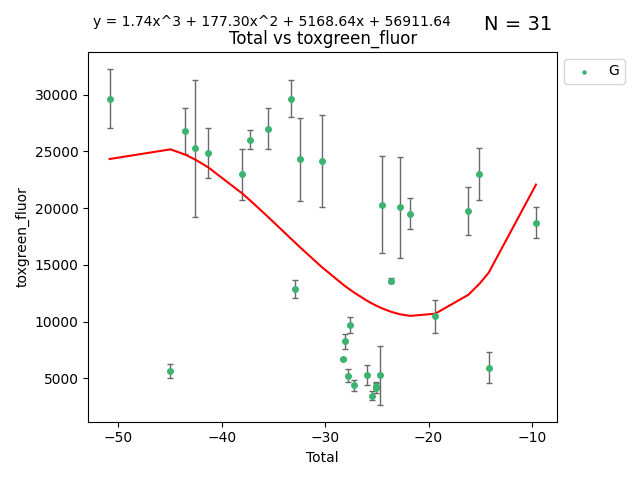 y = 1.74x^3 + 177.30x^2 + 5168.64x + 56911.64
N = 31
Total vs toxgreen_fluor
G
30000
25000
20000
15000
10000
5000
toxgreen_fluor
−50 −40 −30 −20 −10
Total